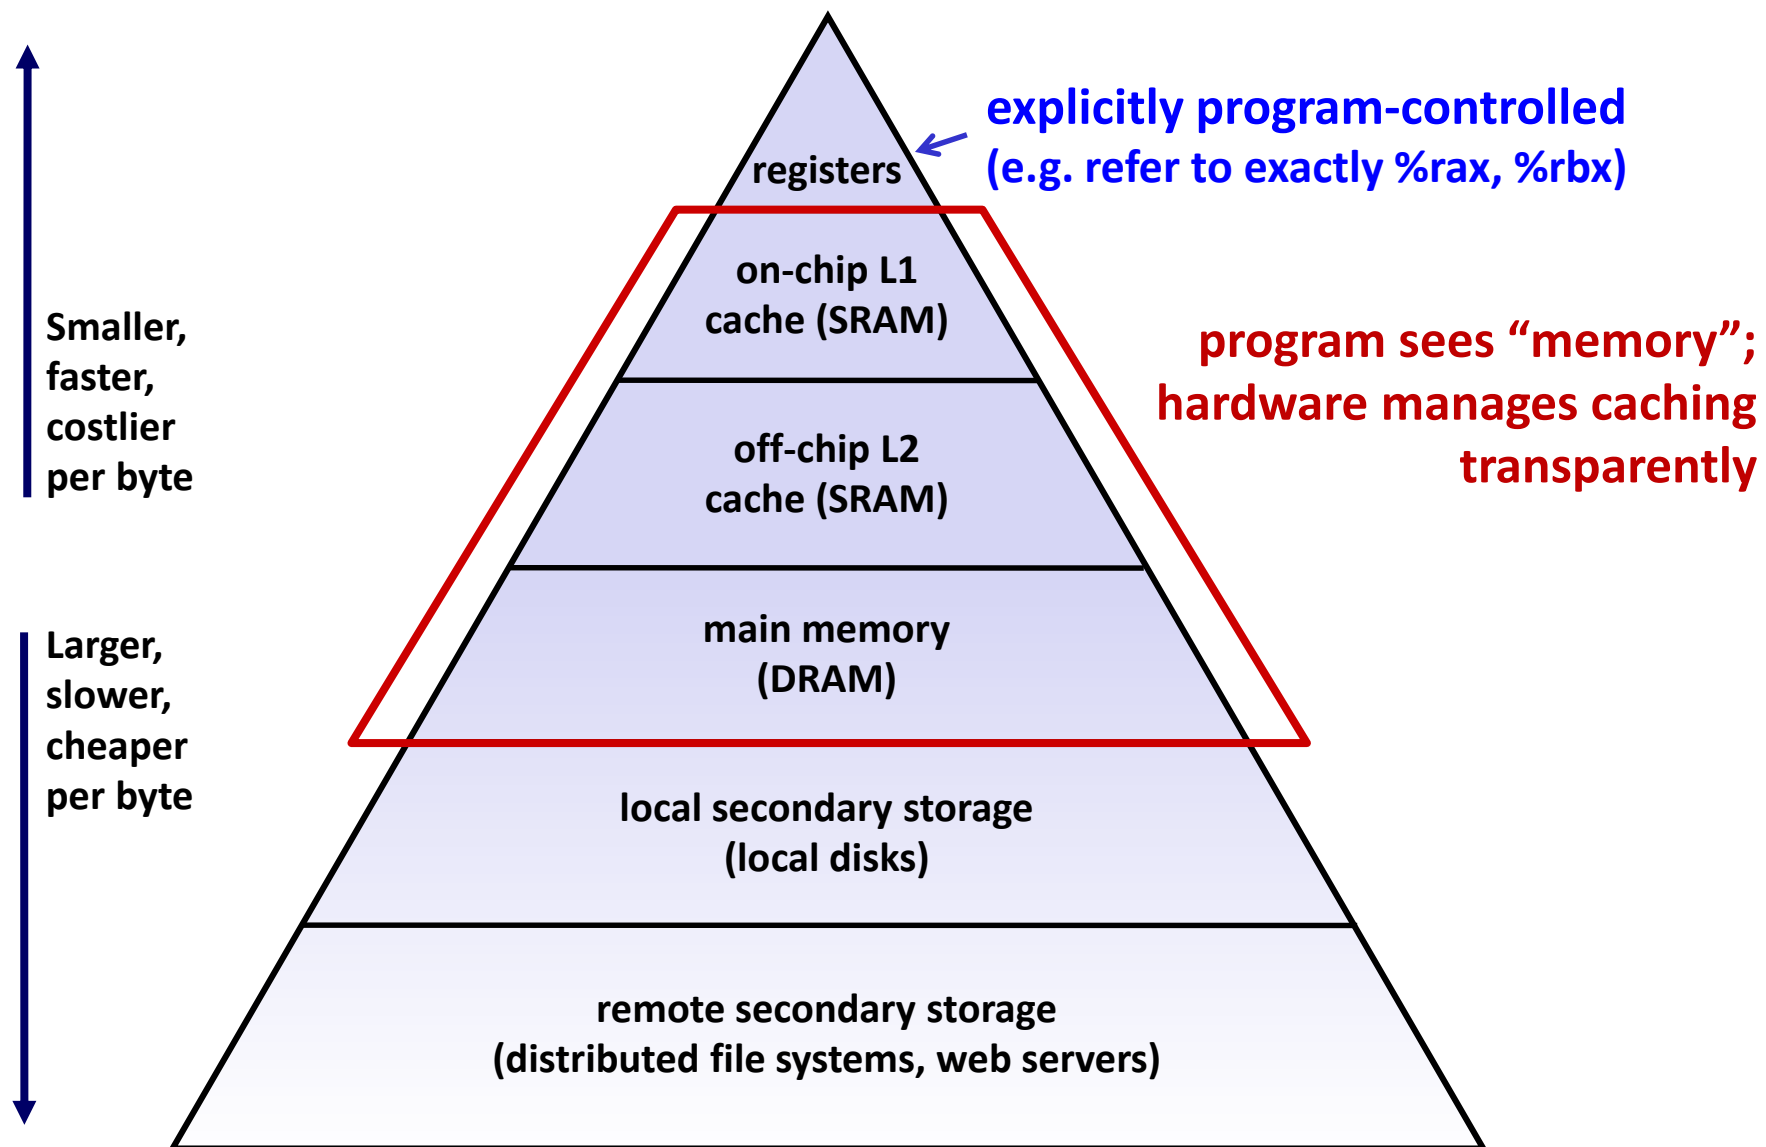 explicitly program-controlled
(e.g. refer to exactly %rax, %rbx)
registers
on-chip L1
cache (SRAM)
Smaller,
faster,
costlier
per byte
program sees “memory”;
hardware manages caching
transparently
off-chip L2
cache (SRAM)
main memory
(DRAM)
Larger,
slower,
cheaper
per byte
local secondary storage
(local disks)
remote secondary storage
(distributed file systems, web servers)